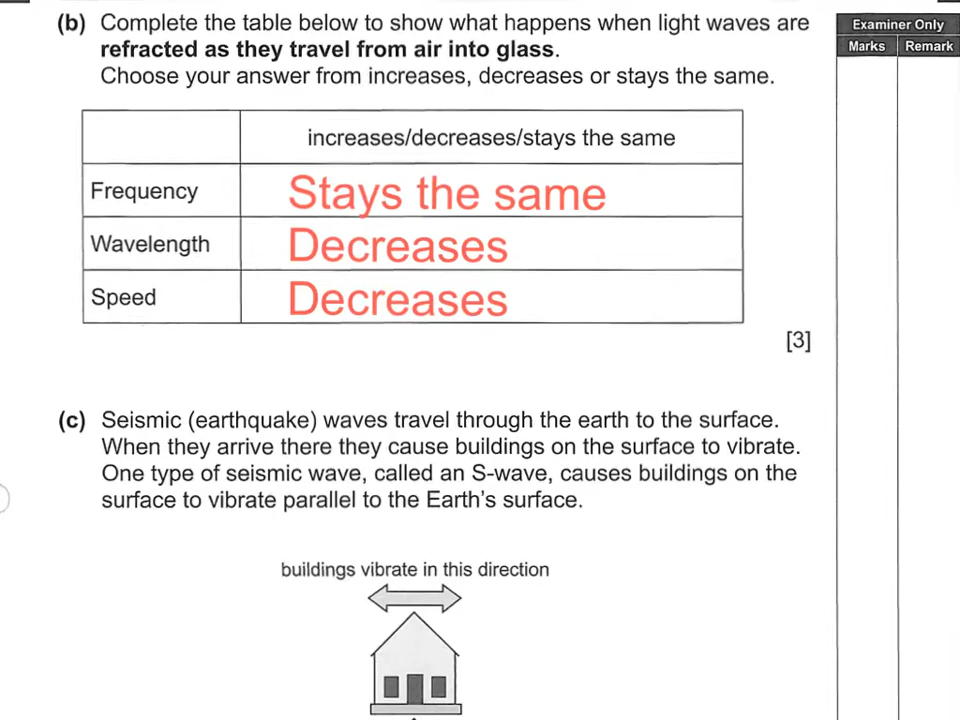 (b) Complete the table below to show what happens when light waves are
refracted as they travel from air into glass.
Choose your answer from increases, decreases or stays the same.
Examiner Only
Marks Remark
increases/decreases/stays the same
Frequency Stays the same
Wavelength Decreases
Speed Decreases
[3]
(c) Seismic (earthquake) waves travel through the earth to the surface.
When they arrive there they cause buildings on the surface to vibrate.
One type of seismic wave, called an S-wave, causes buildings on the
surface to vibrate parallel to the Earth's surface.
buildings vibrate in this direction